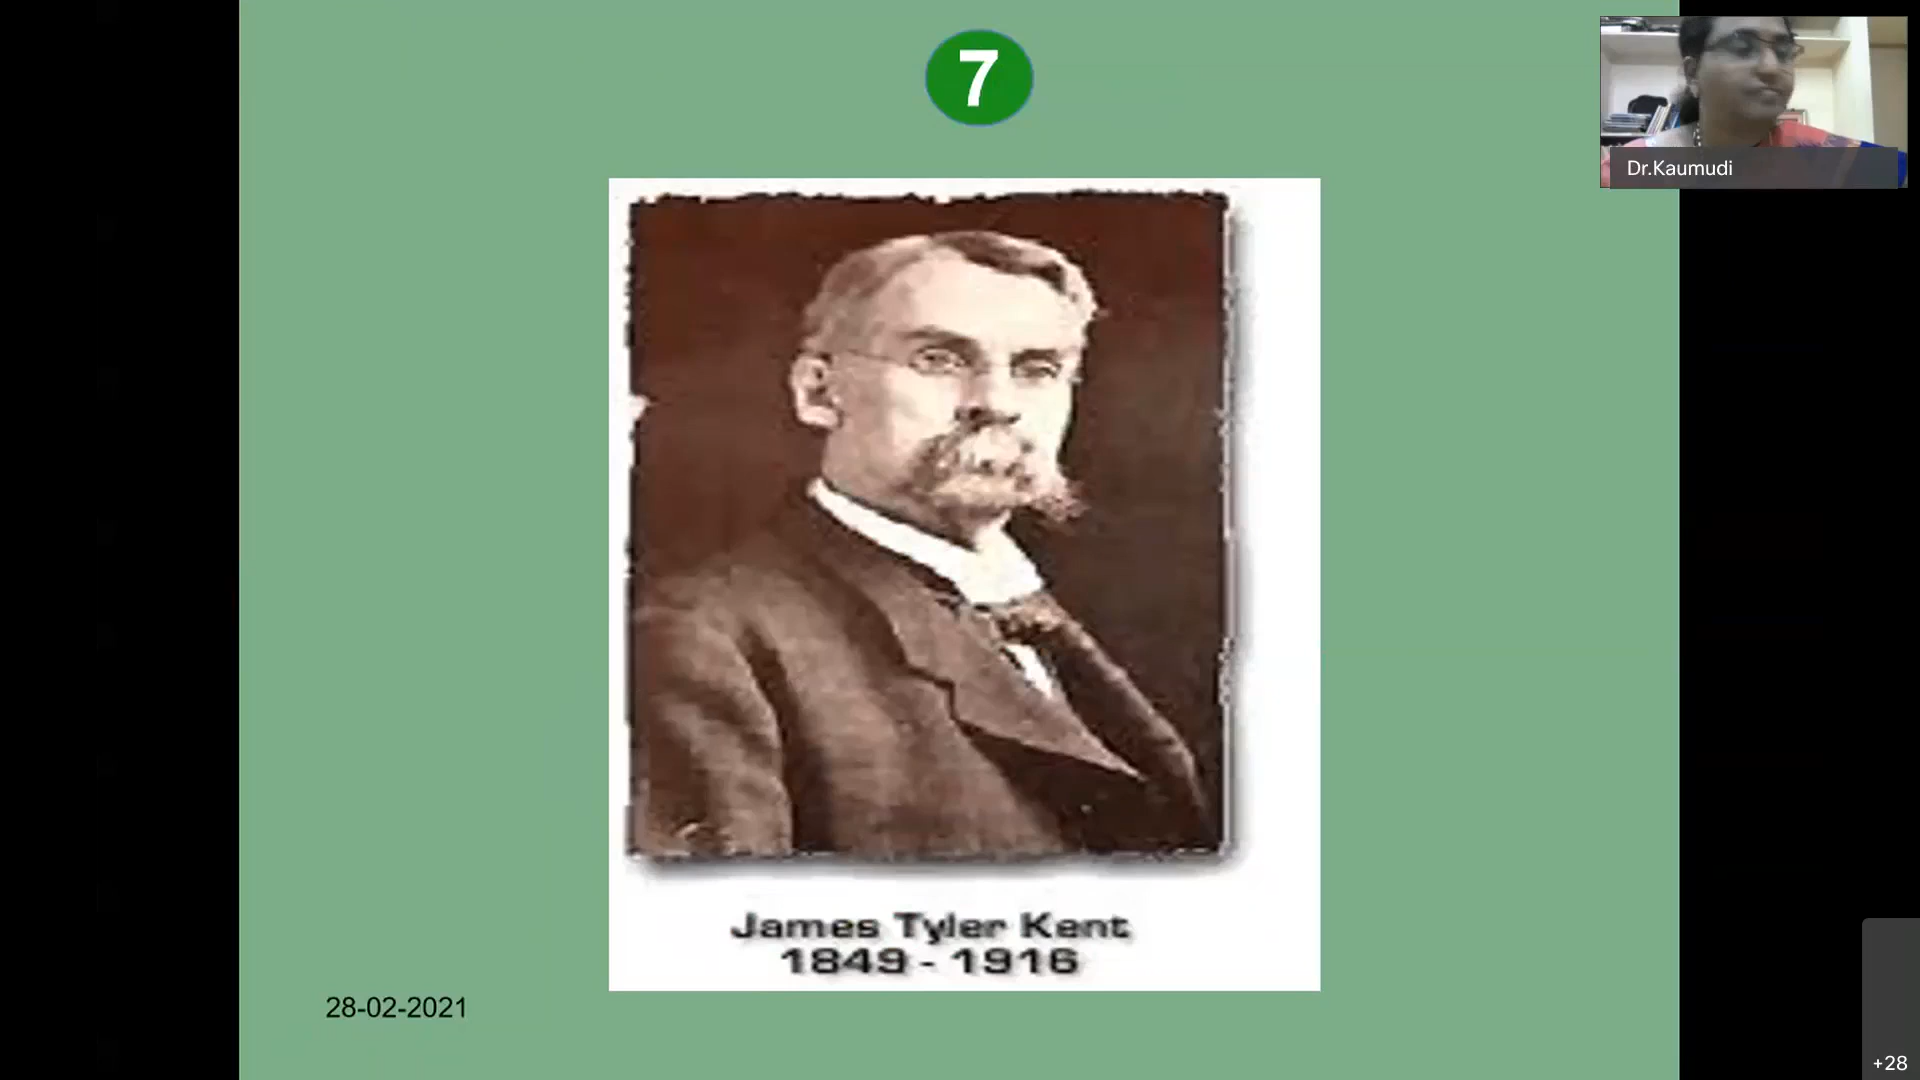 7
Dr.Kaumudi
James Tyler Kent
1849 - 1916
28-02-2021
+28